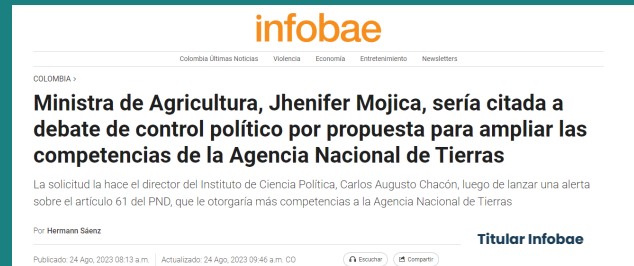 infobae
Colombia Últimas Noticias Violencia Economía Entretenimiento Newsletters
COLOMBIA >
Ministra de Agricultura, Jhenifer Mojica, sería citada a
debate de control político por propuesta para ampliar las
competencias de la Agencia Nacional de Tierras
La solicitud la hace el director del Instituto de Ciencia Política, Carlos Augusto Chacón, luego de lanzar una alerta
sobre el artículo 61 del PND, que le otorgaría más competencias a la Agencia Nacional de Tierras
Por Hermann Sáenz
Titular Infobae
Publicado: 24 Ago, 2023 08:13 a.m. Actualizado: 24 Ago, 2023 09:46 a.m. CO
Escuchar Compartir